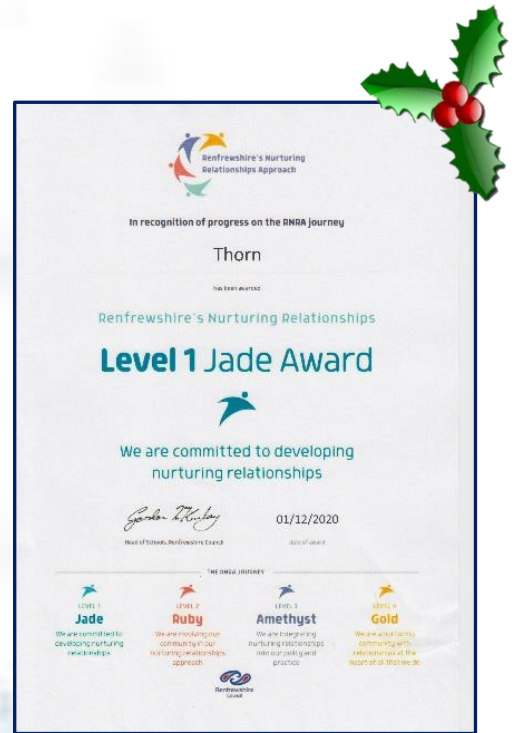 Renfrewshire's Nurturing
Relationships Approach
In recognition of progress on the RNRA journey
Thorn
has been awarded
Renfrewshire's Nurturing Relationships
Level 1 Jade Award
We are committed to developing
nurturing relationships
01/12/2020
Head of Schools, Renfrewshire Council
date of award
THE RNRA JOURNEY
LEVEL 1
Jade
We are committed to
developing nurturing
relationships
LEVEL 2
Ruby
We are involving our
community in our
nurturing relationships
approach
LEVEL 3
Amethyst
We are integrating
nurturing relationships
into our policy and
practice
LEVEL 4
Gold
We are a nurturing
community with
relationships at the
heart of all that we do
Renfrewshire
Council